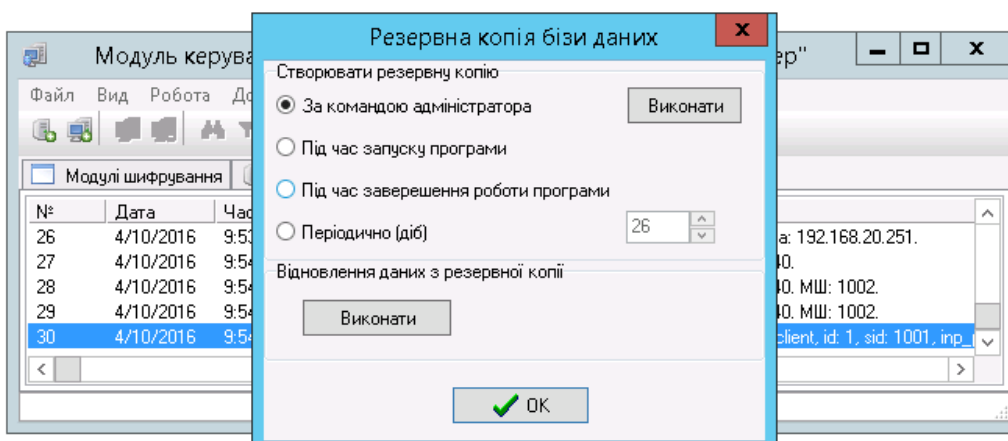 Резервна копія бізи даних
Модуль керува
ер"
Файл Вид Робота
Створювати резервну копію
За командою адміністратора
Виконати
Під час запуску програми
Під час заверешення роботи програми
Періодично (діб)
26
Відновлення даних з резервної копії
Виконати
OK
Модулі шифрування
№ Дата Час
26 4/10/2016 9:53 а: 192.168.20.251.
27 4/10/2016 9:54 40.
28 4/10/2016 9:54 40. МШ: 1002.
29 4/10/2016 9:54 40. МШ: 1002.
30 4/10/2016 9:54 client, id: 1, sid: 1001, inp_